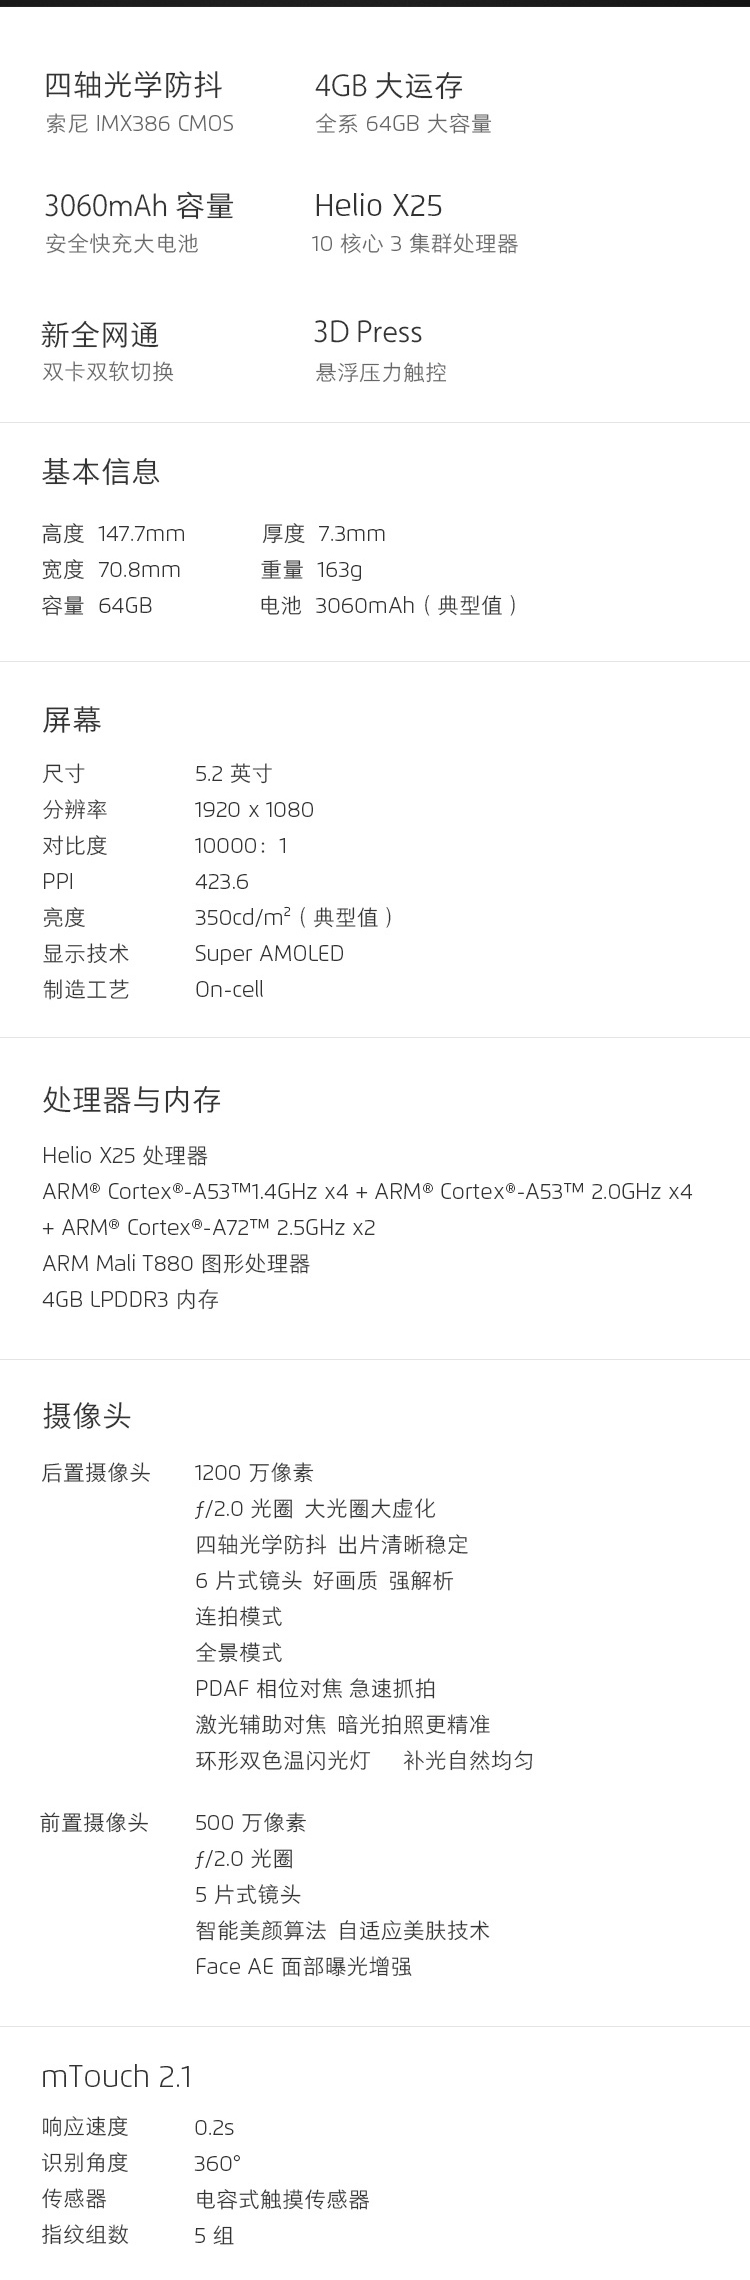 四轴光学防抖
索尼 IMX386 CMOS
4GB 大运存
全系 64GB 大容量
3060mAh 容量
安全快充大电池
Helio X25
10 核心 3 集群处理器
新全网通
双卡双软切换
3D Press
悬浮压力触控
基本信息
高度 147.7mm 厚度 7.3mm
宽度 70.8mm 重量 163g
容量 64GB 电池 3060mAh（典型值）
屏幕
尺寸 5.2 英寸
分辨率 1920 x 1080
对比度 10000：1
PPI 423.6
亮度 350cd/m²（典型值）
显示技术 Super AMOLED
制造工艺 On-cell
处理器与内存
Helio X25 处理器
ARM® Cortex®-A53™1.4GHz x4 + ARM® Cortex®-A53™ 2.0GHz x4
+ ARM® Cortex®-A72™ 2.5GHz x2
ARM Mali T880 图形处理器
4GB LPDDR3 内存
摄像头
后置摄像头 1200 万像素
ƒ/2.0 光圈 大光圈大虚化
四轴光学防抖 出片清晰稳定
6 片式镜头 好画质 强解析
连拍模式
全景模式
PDAF 相位对焦 急速抓拍
激光辅助对焦 暗光拍照更精准
环形双色温闪光灯 补光自然均匀
前置摄像头 500 万像素
ƒ/2.0 光圈
5 片式镜头
智能美颜算法 自适应美肤技术
Face AE 面部曝光增强
mTouch 2.1
响应速度 0.2s
识别角度 360°
传感器 电容式触摸传感器
指纹组数 5 组